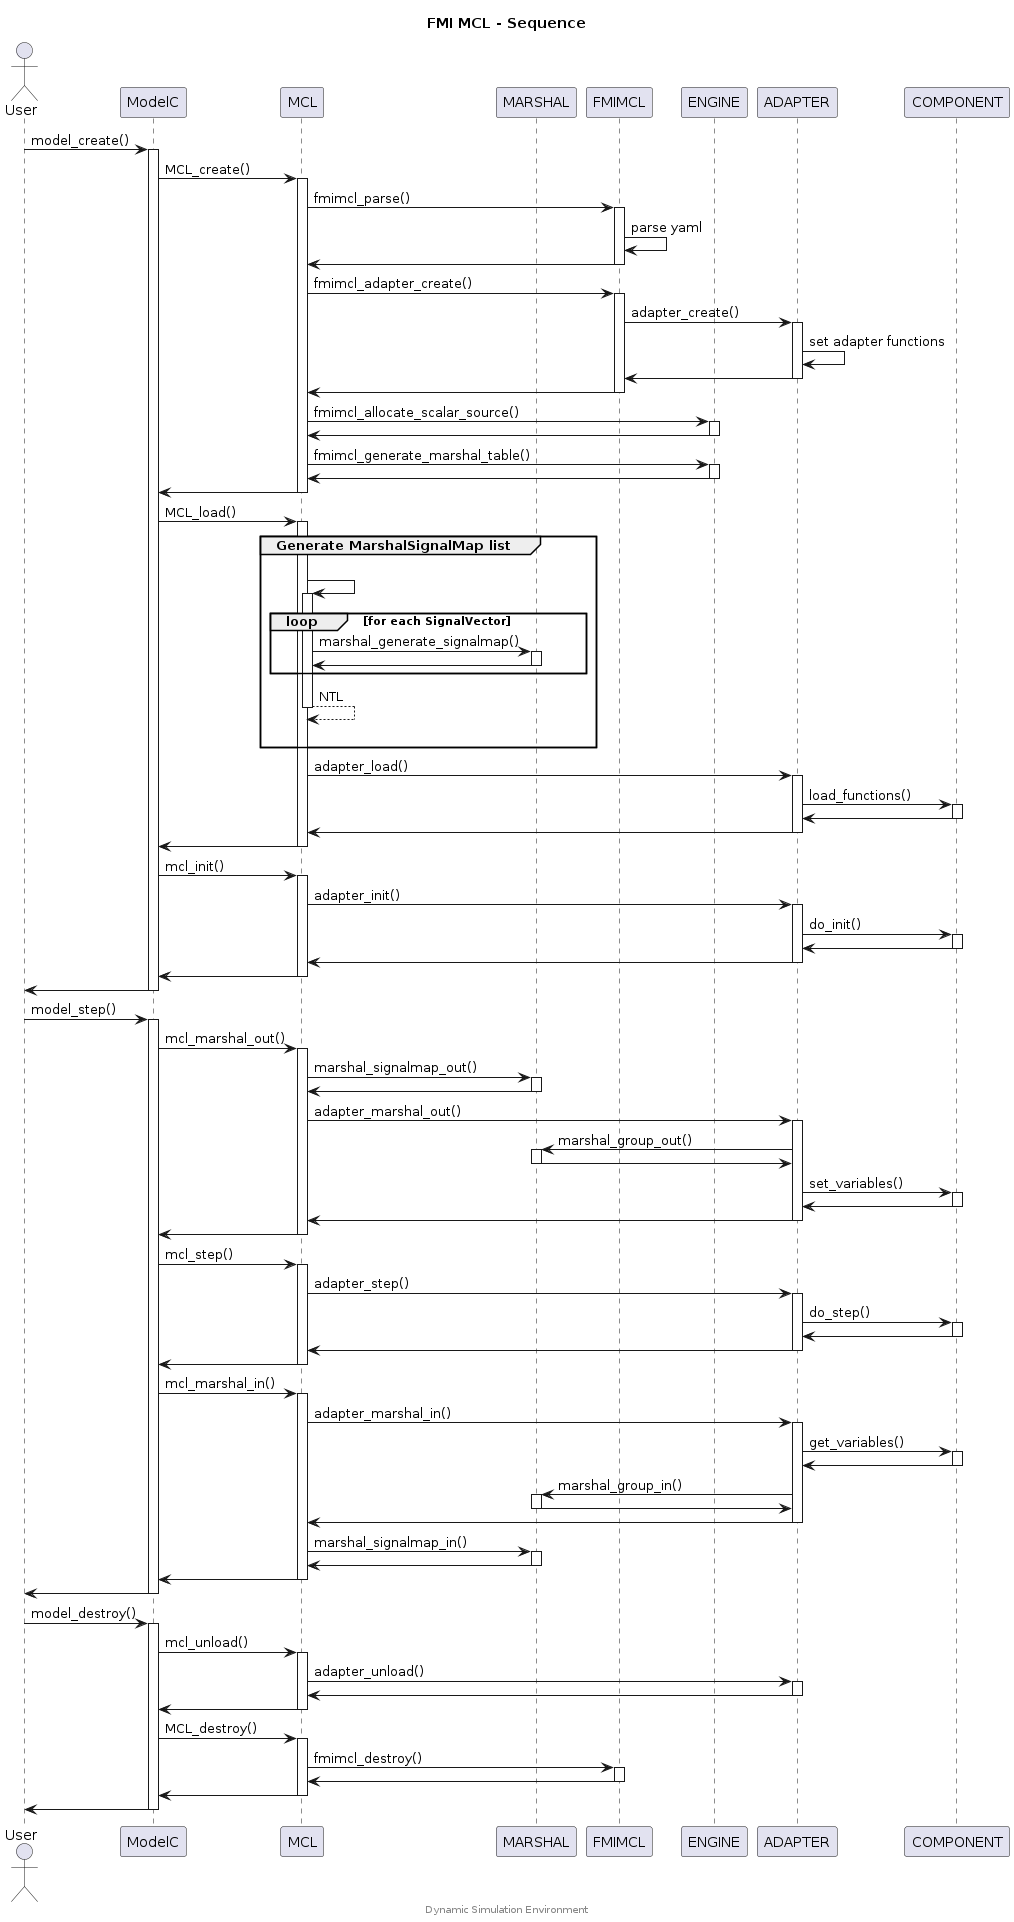 FMI MCL - Sequence
User
ModelC
MCL
MARSHAL
FMIMCL
ENGINE
ADAPTER
COMPONENT
model_create()
MCL_create()
fmimcl_parse()
parse yaml
fmimcl_adapter_create()
adapter_create()
set adapter functions
fmimcl_allocate_scalar_source()
fmimcl_generate_marshal_table()
MCL_load()
Generate MarshalSignalMap list
loop
[for each SignalVector]
marshal_generate_signalmap()
NTL
adapter_load()
load_functions()
mcl_init()
adapter_init()
do_init()
model_step()
mcl_marshal_out()
marshal_signalmap_out()
adapter_marshal_out()
marshal_group_out()
set_variables()
mcl_step()
adapter_step()
do_step()
mcl_marshal_in()
adapter_marshal_in()
get_variables()
marshal_group_in()
marshal_signalmap_in()
model_destroy()
mcl_unload()
adapter_unload()
MCL_destroy()
fmimcl_destroy()
User
ModelC
MCL
MARSHAL
FMIMCL
ENGINE
ADAPTER
COMPONENT
Dynamic Simulation Environment